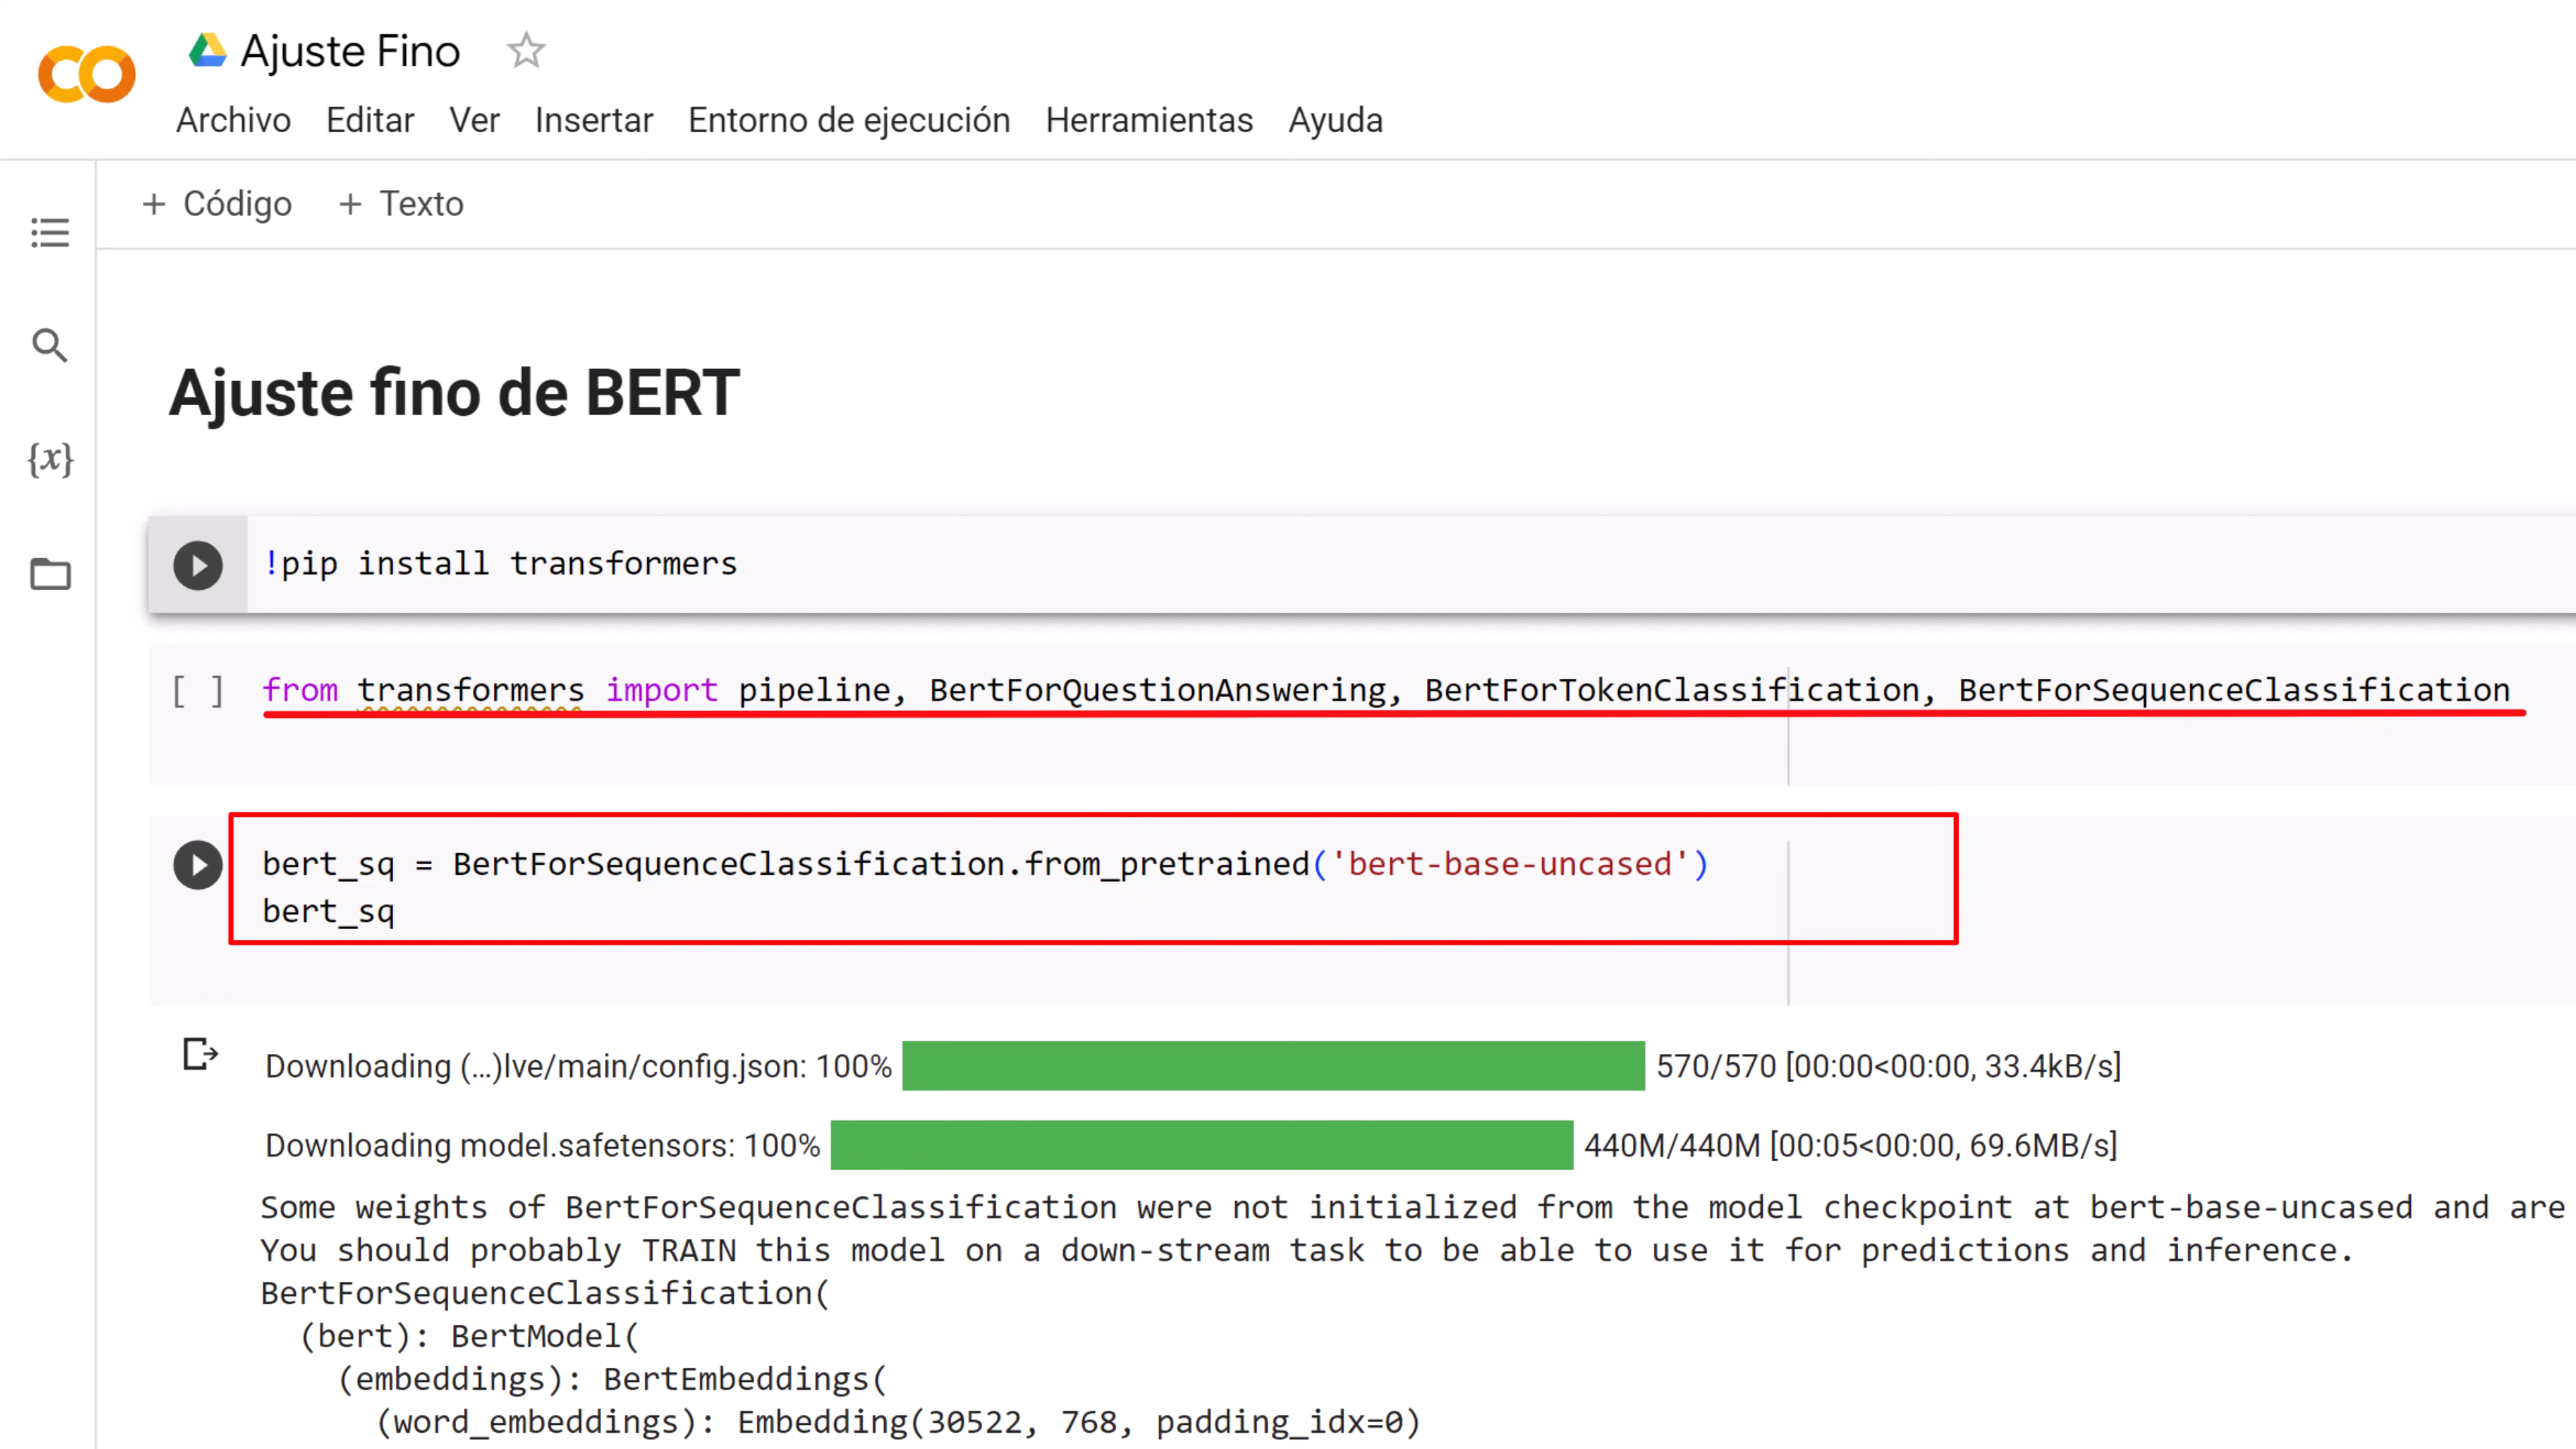 Ajuste Fino
Archivo Editar Ver Insertar Entorno de ejecución Herramientas Ayuda
+ Código + Texto
{x}
Ajuste fino de BERT
!pip install transformers
[ ] from transformers import pipeline, BertForQuestionAnswering, BertForTokenClassification, BertForSequenceClassification
bert_sq = BertForSequenceClassification.from_pretrained('bert-base-uncased')
bert_sq
Downloading (…)lve/main/config.json: 100% 570/570 [00:00<00:00, 33.4kB/s]
Downloading model.safetensors: 100% 440M/440M [00:05<00:00, 69.6MB/s]
Some weights of BertForSequenceClassification were not initialized from the model checkpoint at bert-base-uncased and are
You should probably TRAIN this model on a down-stream task to be able to use it for predictions and inference.
BertForSequenceClassification(
(bert): BertModel(
(embeddings): BertEmbeddings(
(word_embeddings): Embedding(30522, 768, padding_idx=0)